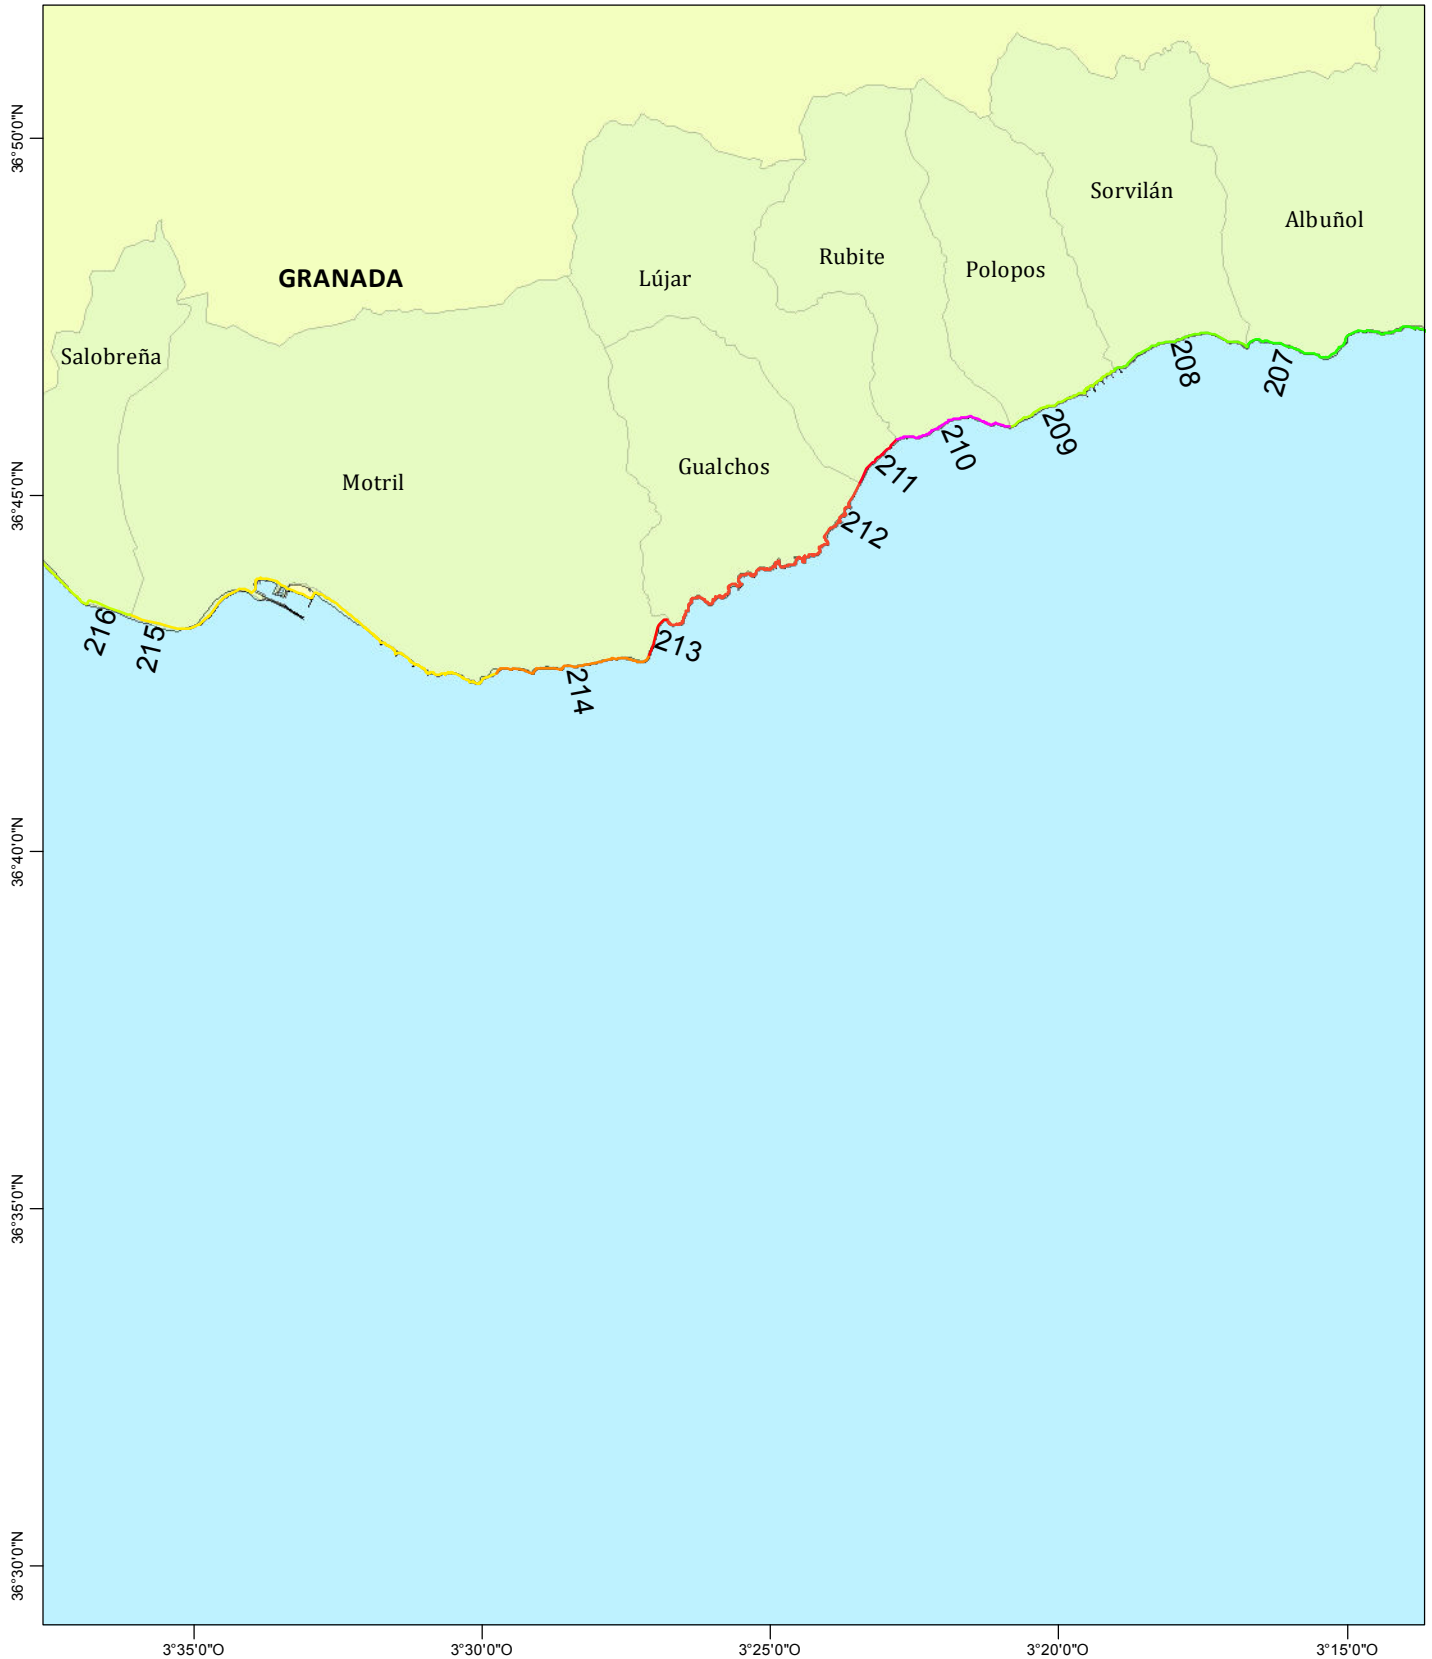 36°50'0"N
Sorvilán
Albuñol
Rubite
Polopos
Lújar
GRANADA
Salobreña
208
207
209
210
Gualchos
211
Motril
36°45'0"N
212
216
215
213
214
36°40'0"N
36°35'0"N
36°30'0"N
3°35'0"O 3°30'0"O 3°25'0"O 3°20'0"O 3°15'0"O